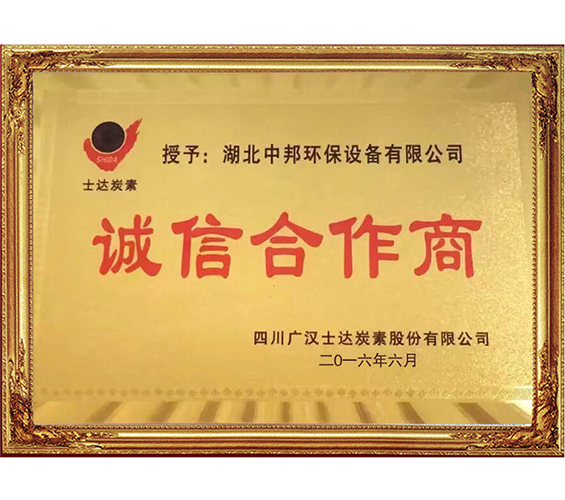 SHIDA
士达炭素
授予：湖北中邦环保设备有限公司
诚信合作商
四川广汉士达炭素股份有限公司
二0一六年六月